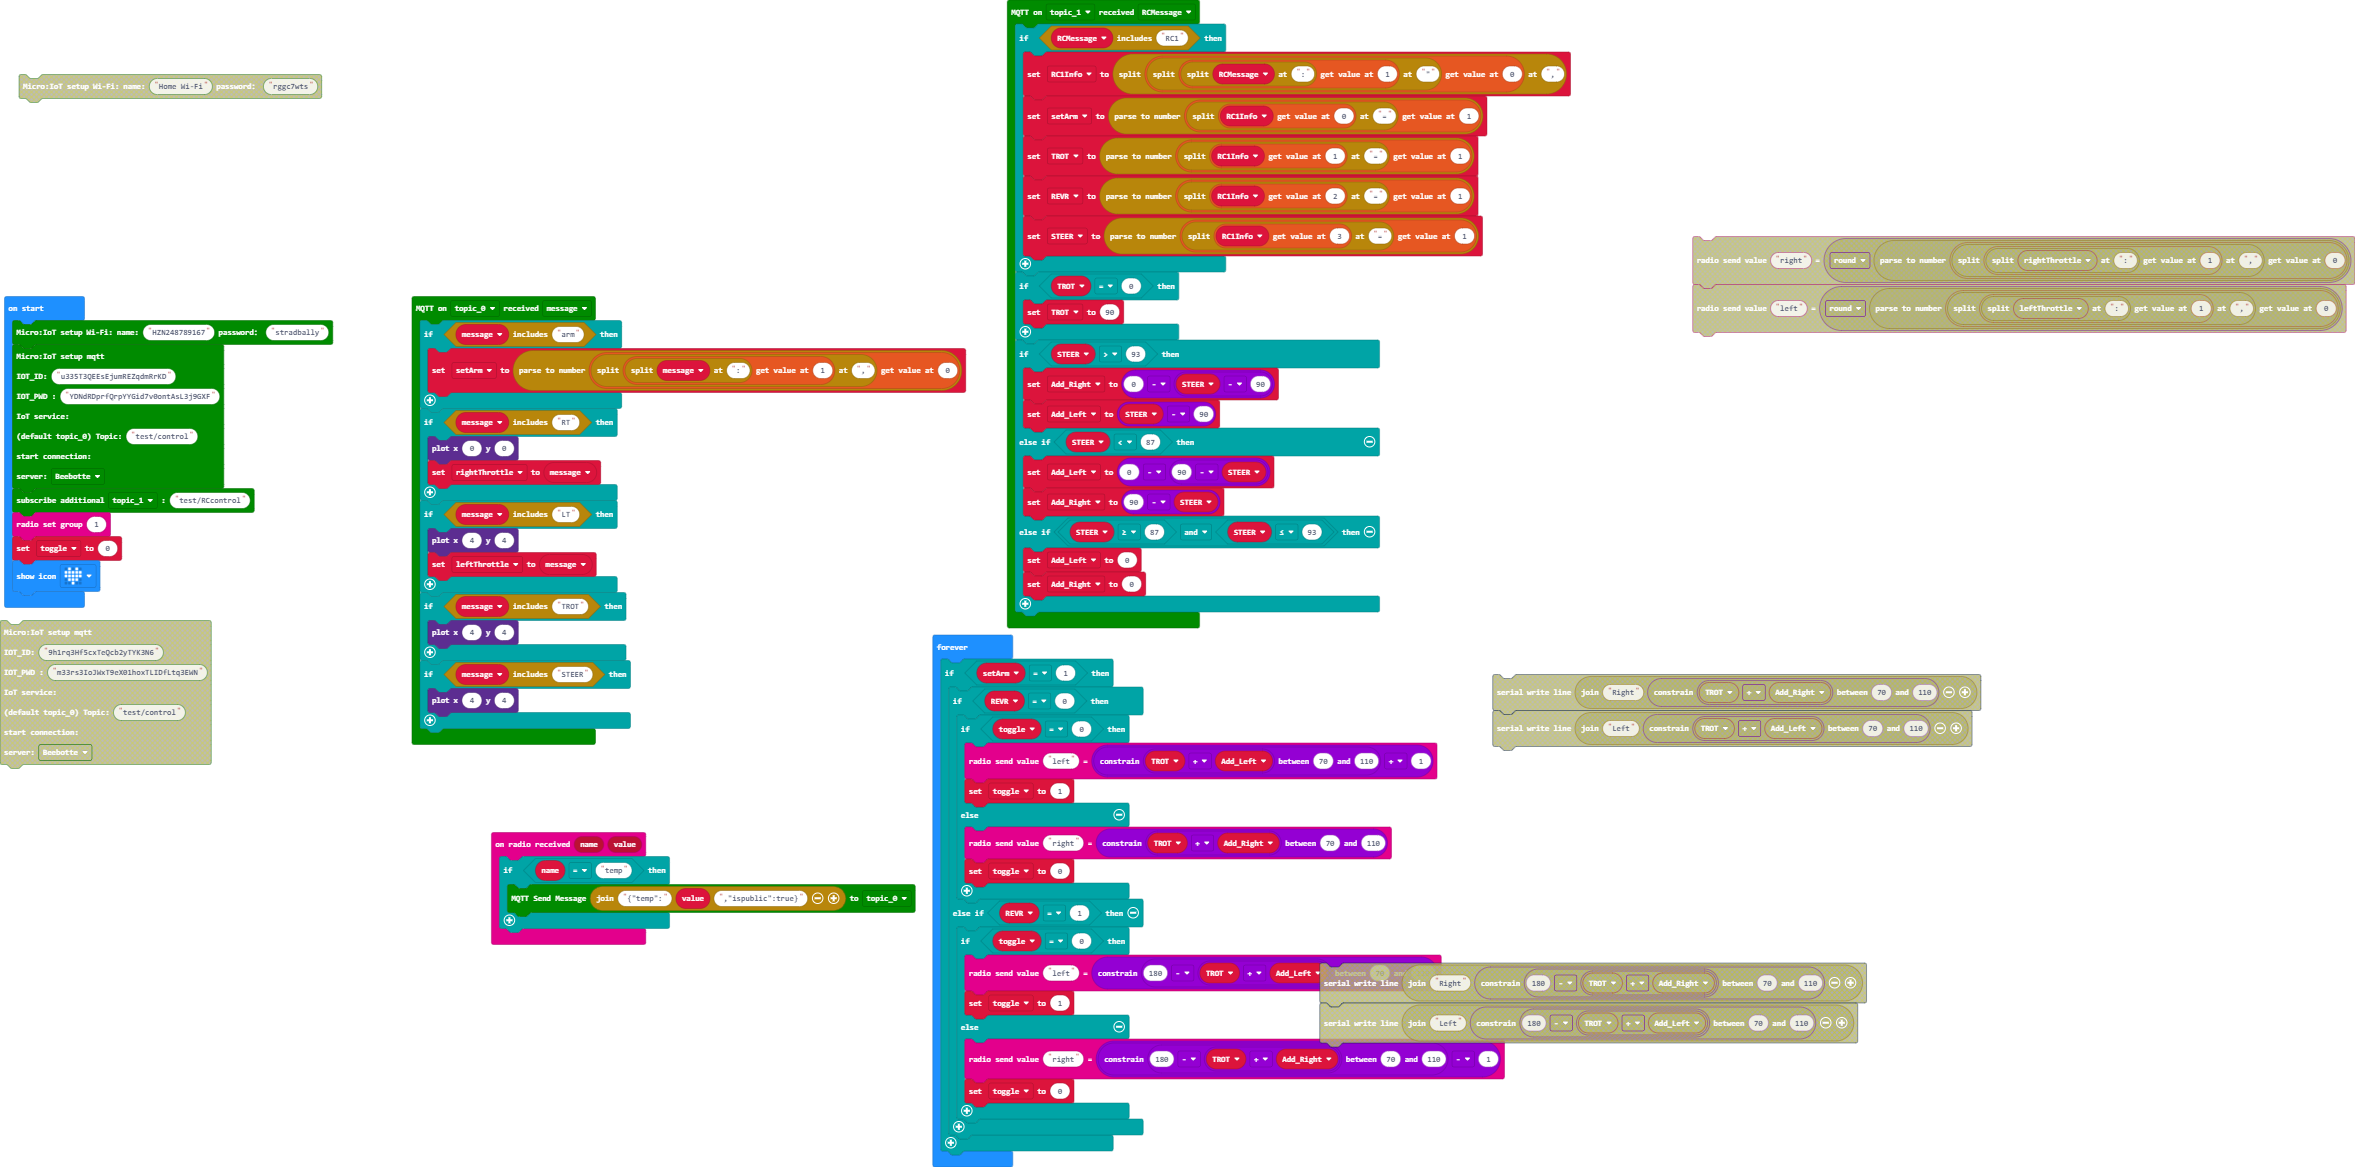 Micro:IoT setup Wi-Fi: name: "Home Wi-Fi" password: "rggc7wts"
on start
Micro:IoT setup Wi-Fi: name: "HZN248789167" password: "stradbally"
Micro:IoT setup mqtt
IOT_ID: "u335T3QEEsEjumREZqdmRrKD"
IOT_PWD : "YDNdRDprfQrpYYGid7v0ontAsL3j9GXF"
IoT service:
(default topic_0) Topic: "test/control"
start connection:
server: Beebotte
subscribe additional topic_1 : "test/RCcontrol"
radio set group 1
set toggle to 0
show icon
Micro:IoT setup mqtt
IOT_ID: "9h1rq3Hf5cxTeQcb2yTYK3N6"
IOT_PWD : "m33rs3IoJWxT9eX01hoxTLIDfLtq3EWN"
IoT service:
(default topic_0) Topic: "test/control"
start connection:
server: Beebotte
MQTT on topic_0 received message
if message includes "arm" then
set setArm to parse to number split split message at ":" get value at 1 at "," get value at 0
if message includes "RT" then
plot x 0 y 0
set rightThrottle to message
if message includes "LT" then
plot x 4 y 4
set leftThrottle to message
if message includes "TROT" then
plot x 4 y 4
if message includes "STEER" then
plot x 4 y 4
on radio received name value
if name = "temp" then
MQTT Send Message join "{"temp":" value ","ispublic":true}" to topic_0
MQTT on topic_1 received RCMessage
if RCMessage includes "RC1" then
set RC1Info to split split split RCMessage at ":" get value at 1 at """ get value at 0 at ","
set setArm to parse to number split RC1Info get value at 0 at "=" get value at 1
set TROT to parse to number split RC1Info get value at 1 at "=" get value at 1
set REVR to parse to number split RC1Info get value at 2 at "=" get value at 1
set STEER to parse to number split RC1Info get value at 3 at "=" get value at 1
if TROT = 0 then
set TROT to 90
if STEER > 93 then
set Add_Right to 0 - STEER - 90
set Add_Left to STEER - 90
else if STEER < 87 then
set Add_Left to 0 - 90 - STEER
set Add_Right to 90 - STEER
else if STEER ≥ 87 and STEER ≤ 93 then
set Add_Left to 0
set Add_Right to 0
forever
if setArm = 1 then
if REVR = 0 then
if toggle = 0 then
radio send value "left" = constrain TROT + Add_Left between 70 and 110 + 1
set toggle to 1
else
radio send value "right" = constrain TROT + Add_Right between 70 and 110
set toggle to 0
else if REVR = 1 then
if toggle = 0 then
radio send value "left" = constrain 180 - TROT + Add_Left between 70
set toggle to 1
else
radio send value "right" = constrain 180 - TROT + Add_Right between 70 and 110 - 1
set toggle to 0
radio send value "right" = round parse to number split split rightThrottle at ":" get value at 1 at "," get value at 0
radio send value "left" = round parse to number split split leftThrottle at ":" get value at 1 at "," get value at 0
serial write line join "Right" constrain TROT + Add_Right between 70 and 110
serial write line join "Left" constrain TROT + Add_Left between 70 and 110
serial write line join "Right" constrain 180 - TROT + Add_Right between 70 and 110
serial write line join "Left" constrain 180 - TROT + Add_Left between 70 and 110